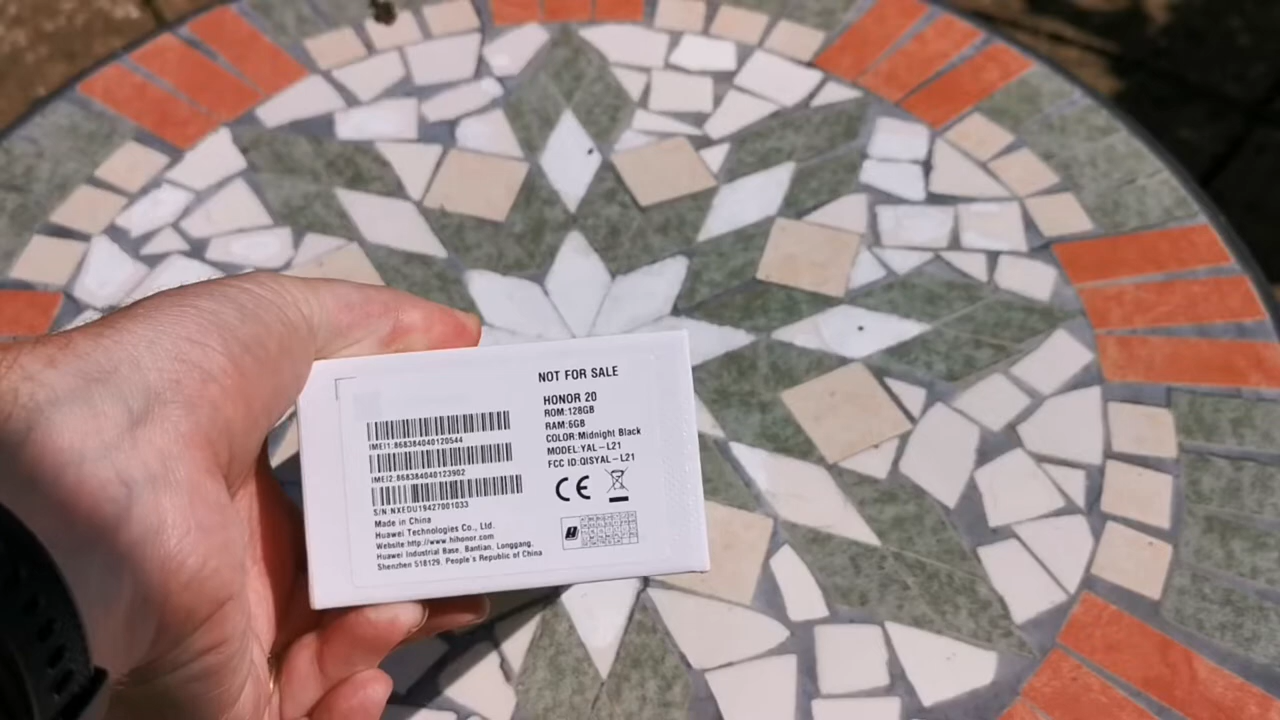 NOT FOR SALE
HONOR 20
ROM:128GB
RAM:6GB
COLOR:Midnight Black
MODEL:YAL-L21
FCC ID:QISYAL-L21
IMEI1:868384040120544
IMEI2:868384040123902
S/N:NXEDU19427001033
Made in China
Huawei Technologies Co., Ltd.
Website:http://www.hihonor.com
Huawei Industrial Base, Bantian, Longgang,
Shenzhen 518129, People's Republic of China
CE